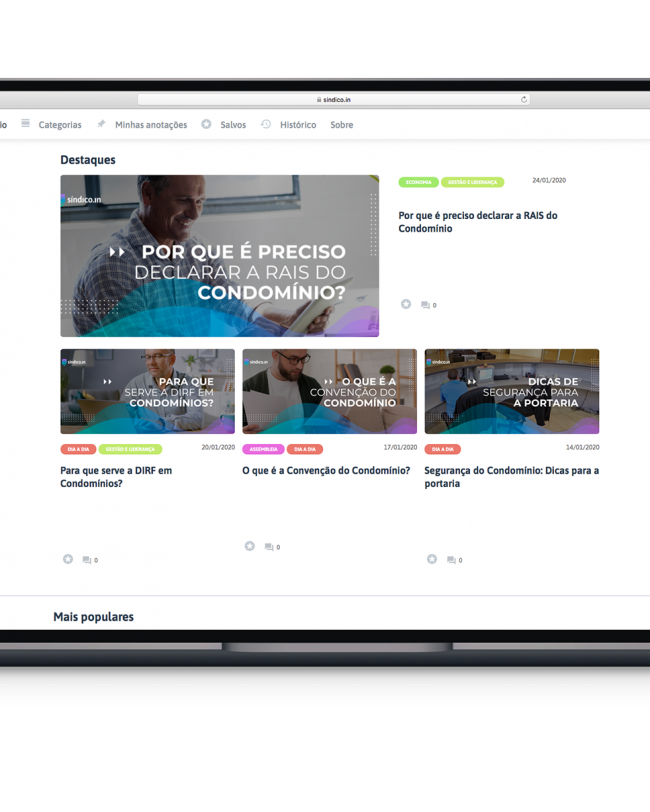 sindico.in
io Categorias Minhas anotações Salvos Histórico Sobre
Destaques
síndico.in
POR QUE É PRECISO
DECLARAR A RAIS DO
CONDOMÍNIO?
ECONOMIA GESTÃO E LIDERANÇA 24/01/2020
Por que é preciso declarar a RAIS do
Condomínio
0
síndico.in
PARA QUE
SERVE A DIRF EM
CONDOMÍNIOS?
síndico.in
O QUE É A
CONVENÇÃO DO
CONDOMÍNIO
síndico.in
DICAS DE
SEGURANÇA PARA
A PORTARIA
DIA A DIA GESTÃO E LIDERANÇA 20/01/2020
Para que serve a DIRF em
Condomínios?
0
ASSEMBLEIA DIA A DIA 17/01/2020
O que é a Convenção do Condomínio?
0
DIA A DIA 14/01/2020
Segurança do Condomínio: Dicas para a
portaria
0
Mais populares